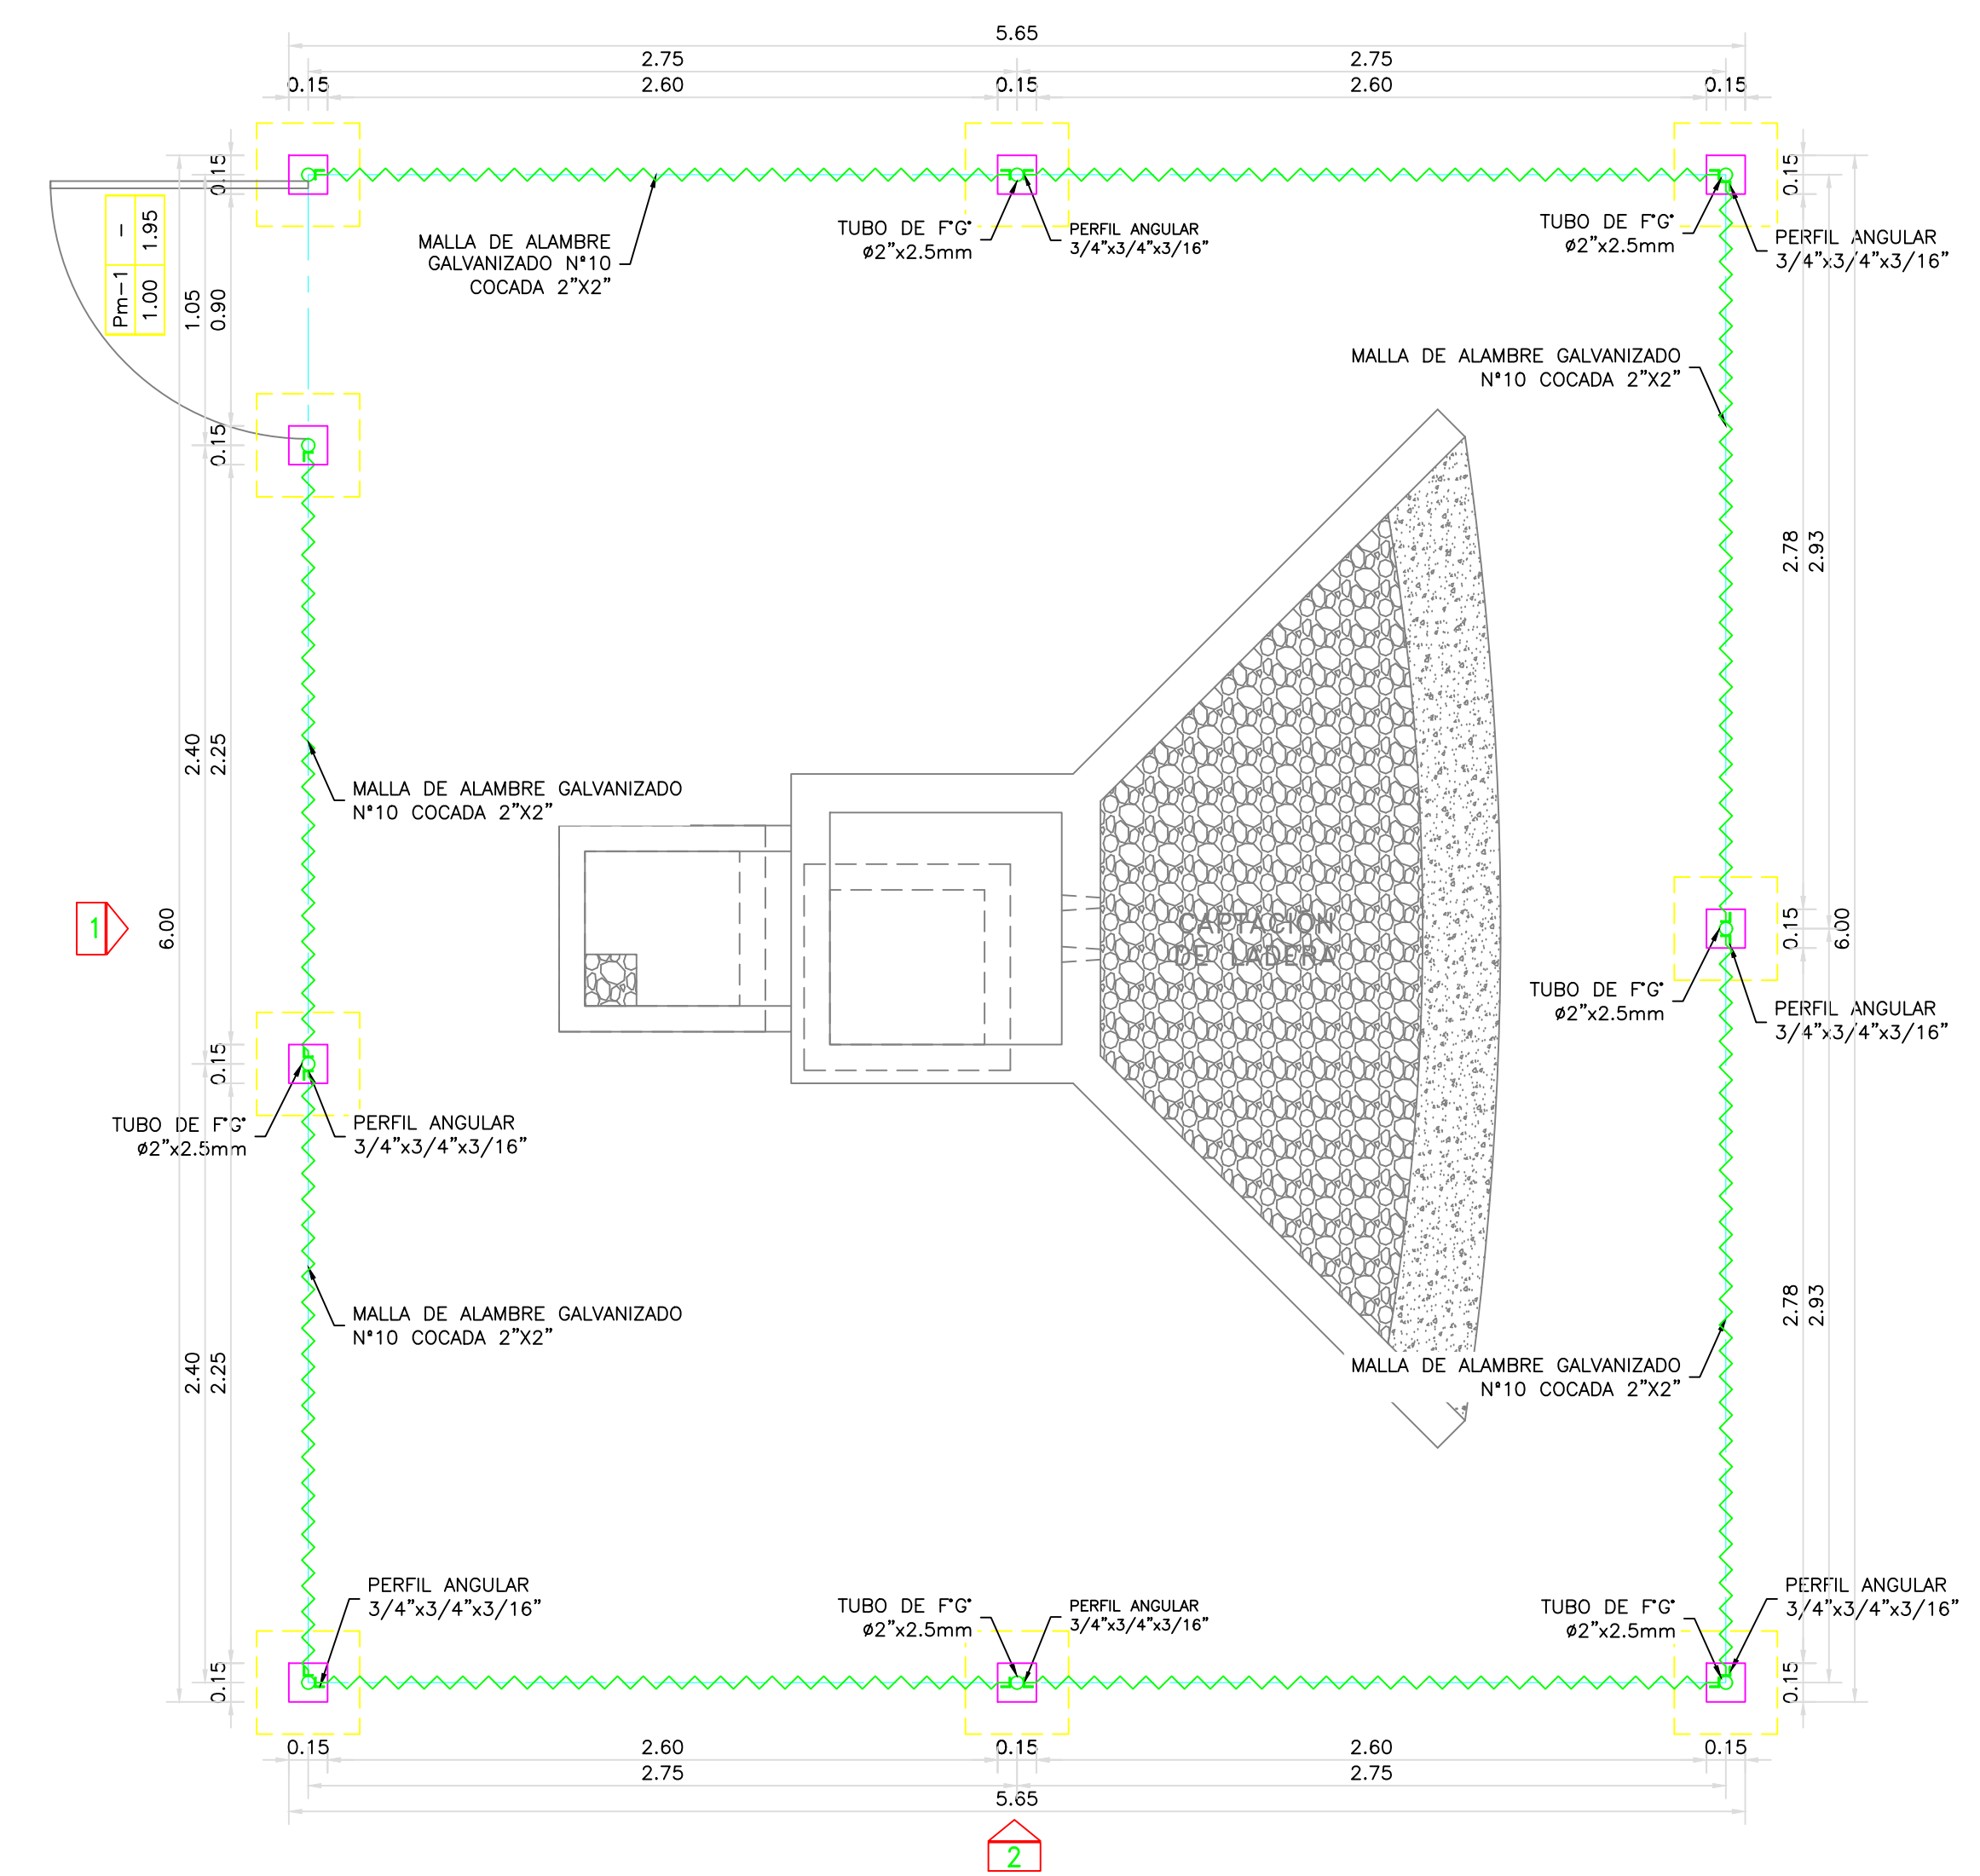 5.65
2.75
2.75
0.15
2.60
0.15
2.60
0.15
0.15
0.15
TUBO DE F°G°
ø2"x2.5mm
PERFIL ANGULAR
3/4"x3/4"x3/16"
TUBO DE F°G°
ø2"x2.5mm
PERFIL ANGULAR
3/4"x3/4"x3/16"
MALLA DE ALAMBRE
GALVANIZADO N°10
COCADA 2"X2"
Pm-1 -
1.00 1.95
1.05
0.90
MALLA DE ALAMBRE GALVANIZADO
N°10 COCADA 2"X2"
0.15
2.78
2.93
2.40
2.25
MALLA DE ALAMBRE GALVANIZADO
N°10 COCADA 2"X2"
1
6.00
CAPTACION
DE LADERA
0.15
6.00
TUBO DE F°G°
ø2"x2.5mm
PERFIL ANGULAR
3/4"x3/4"x3/16"
0.15
TUBO DE F°G°
ø2"x2.5mm
PERFIL ANGULAR
3/4"x3/4"x3/16"
MALLA DE ALAMBRE GALVANIZADO
N°10 COCADA 2"X2"
2.78
2.93
2.40
2.25
MALLA DE ALAMBRE GALVANIZADO
N°10 COCADA 2"X2"
PERFIL ANGULAR
3/4"x3/4"x3/16"
TUBO DE F°G°
ø2"x2.5mm
PERFIL ANGULAR
3/4"x3/4"x3/16"
TUBO DE F°G°
ø2"x2.5mm
PERFIL ANGULAR
3/4"x3/4"x3/16"
0.15
0.15
0.15
2.60
0.15
2.60
0.15
2.75
2.75
5.65
2